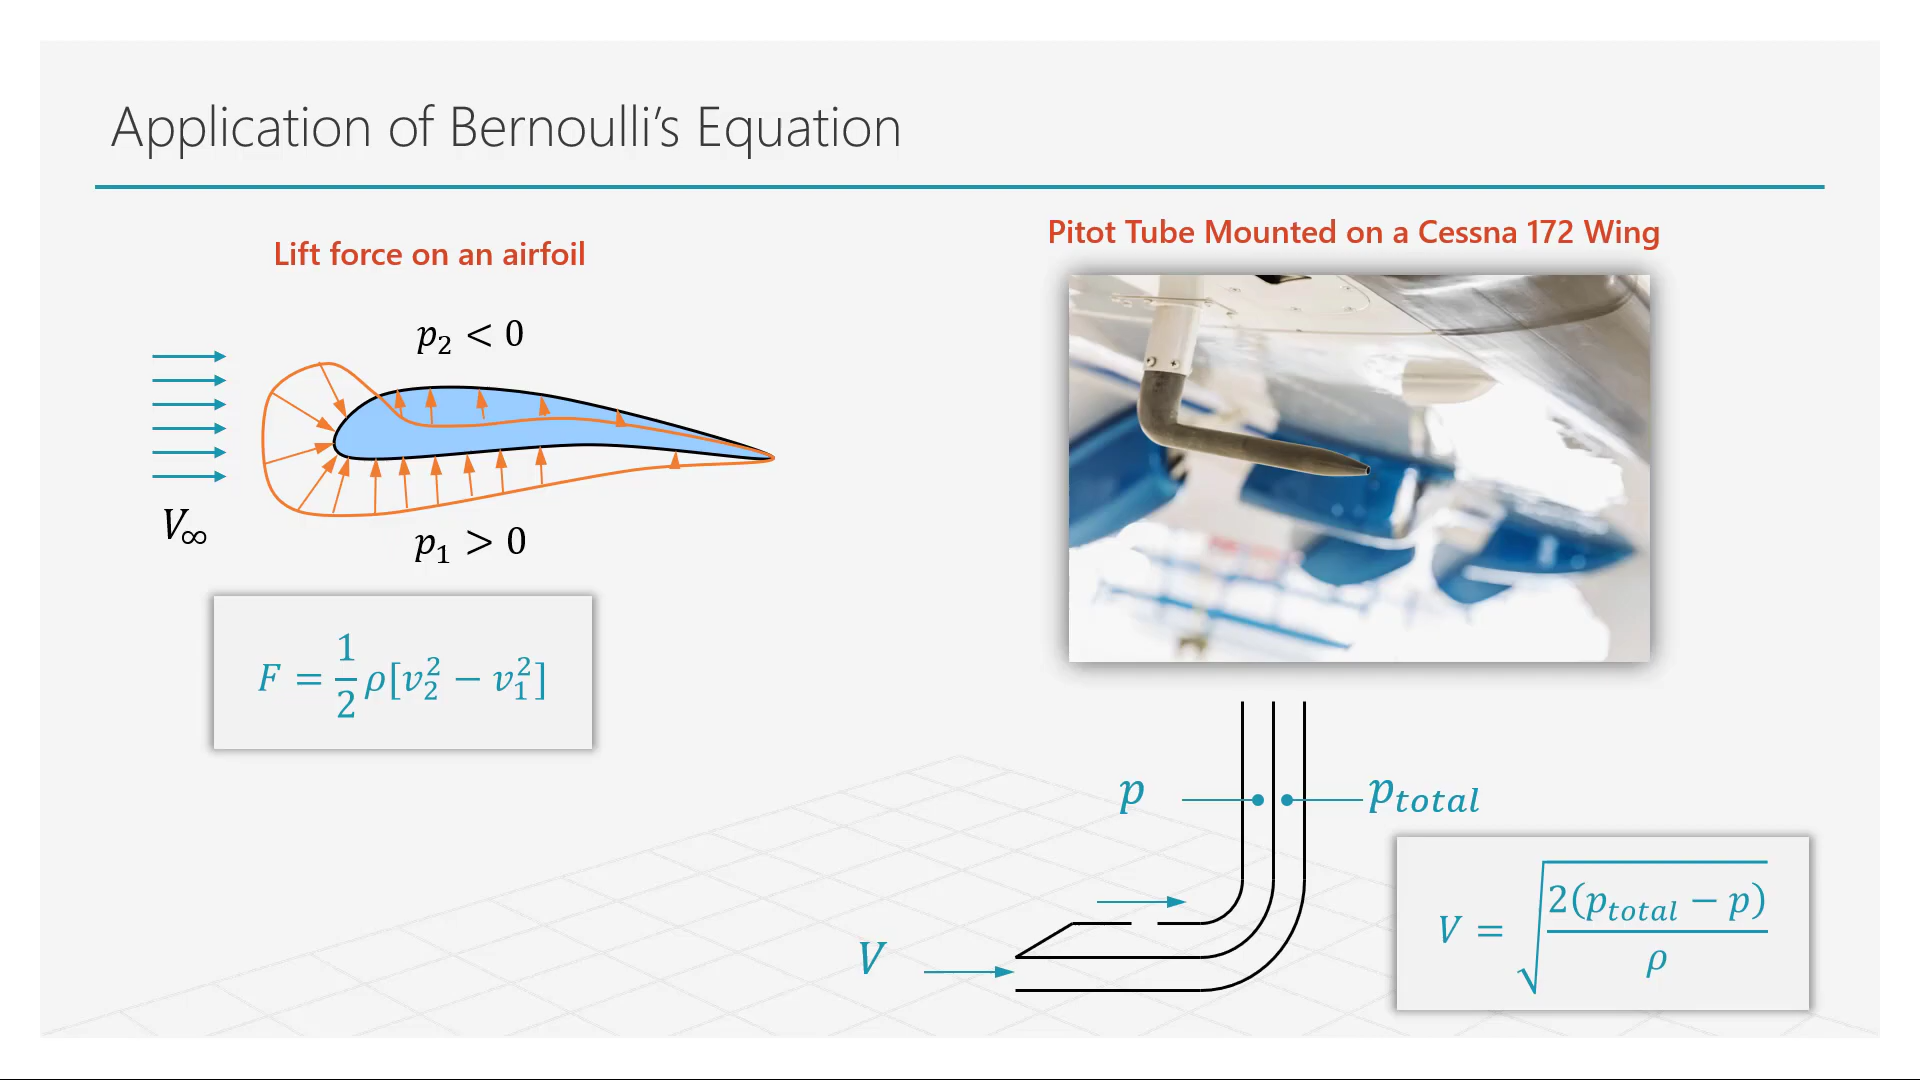 Application of Bernoulli’s Equation
Lift force on an airfoil
p₂ < 0
V∞
p₁ > 0
F = 1/2 ρ[v₂² − v₁²]
Pitot Tube Mounted on a Cessna 172 Wing
p
p_total
V
V = √(2(p_total − p)/ρ)